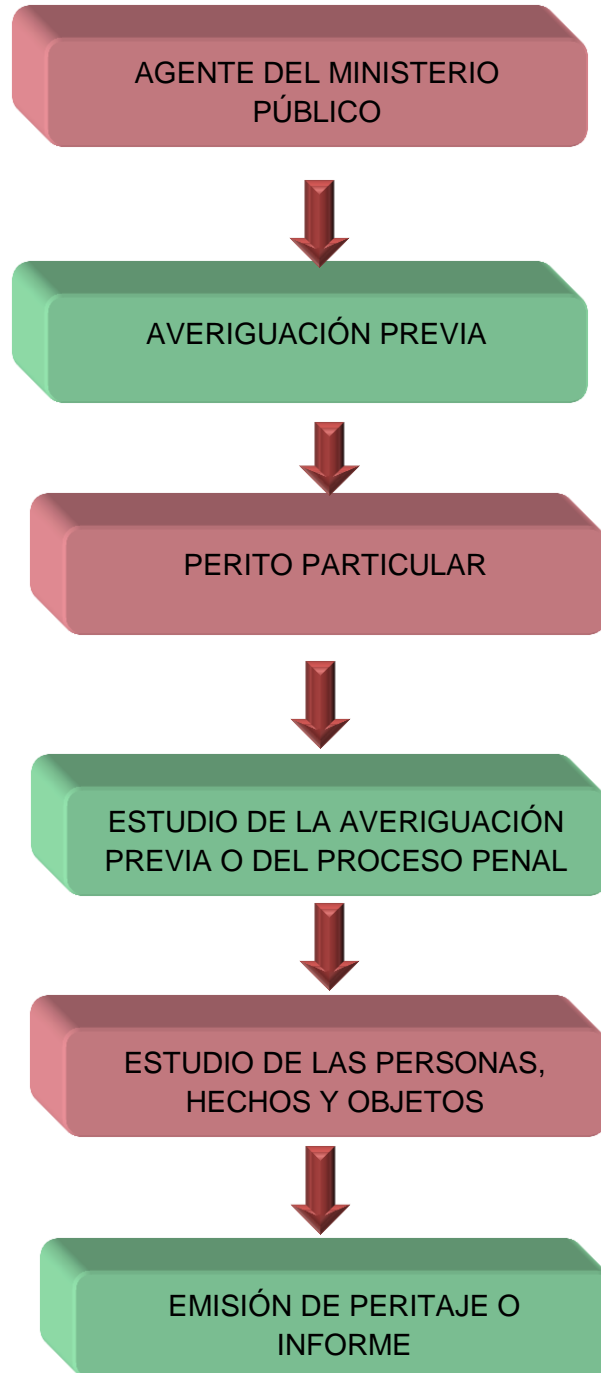 AGENTE DEL MINISTERIO
PÚBLICO
AVERIGUACIÓN PREVIA
PERITO PARTICULAR
ESTUDIO DE LA AVERIGUACIÓN
PREVIA O DEL PROCESO PENAL
ESTUDIO DE LAS PERSONAS,
HECHOS Y OBJETOS
EMISIÓN DE PERITAJE O
INFORME